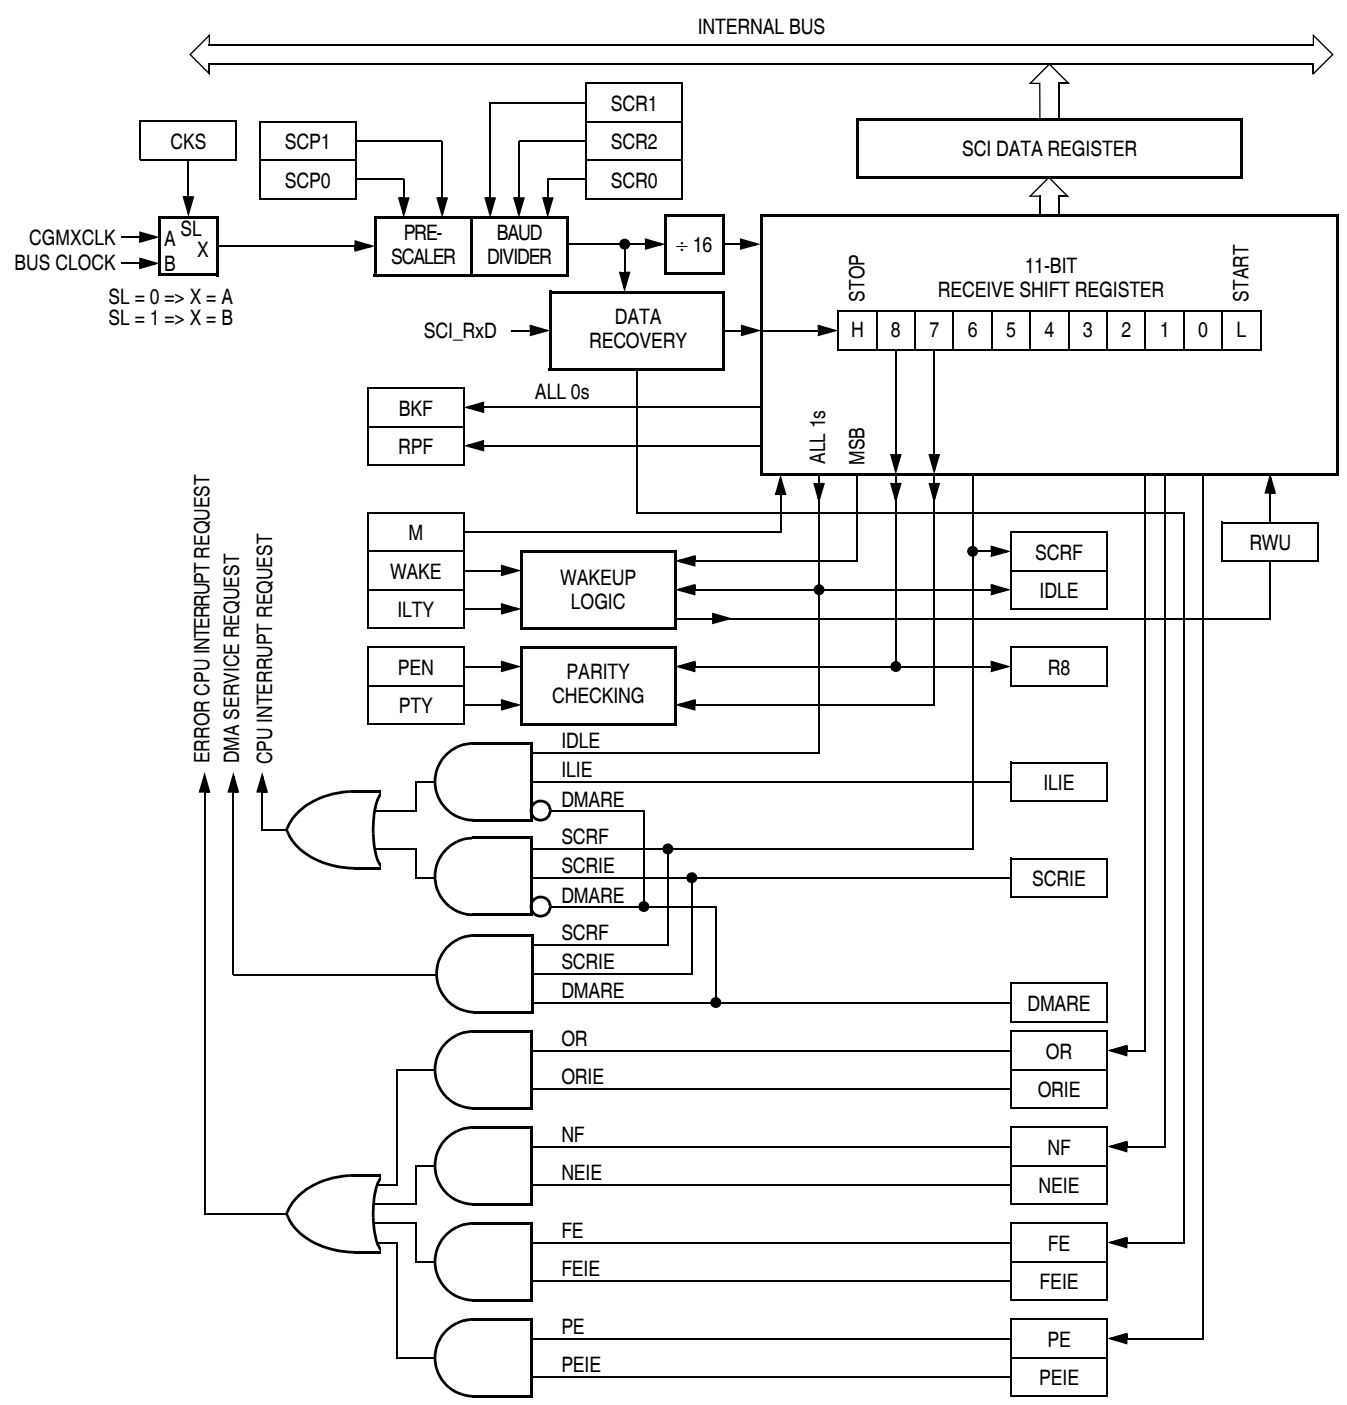 INTERNAL BUS
SCR1
SCR2
SCR0
CKS
SCP1
SCP0
SCI DATA REGISTER
CGMXCLK
BUS CLOCK
A
B
SL
X
SL = 0 => X = A
SL = 1 => X = B
PRE-
SCALER
BAUD
DIVIDER
÷ 16
DATA
RECOVERY
SCI_RxD
STOP
11-BIT
RECEIVE SHIFT REGISTER
START
H 8 7 6 5 4 3 2 1 0 L
ALL 0s
BKF
RPF
ALL 1s
MSB
M
WAKE
ILTY
WAKEUP
LOGIC
RWU
SCRF
IDLE
PEN
PTY
PARITY
CHECKING
R8
ERROR CPU INTERRUPT REQUEST
DMA SERVICE REQUEST
CPU INTERRUPT REQUEST
IDLE
ILIE
DMARE
ILIE
SCRF
SCRIE
DMARE
SCRIE
SCRF
SCRIE
DMARE
DMARE
OR
ORIE
OR
ORIE
NF
NEIE
NF
NEIE
FE
FEIE
FE
FEIE
PE
PEIE
PE
PEIE